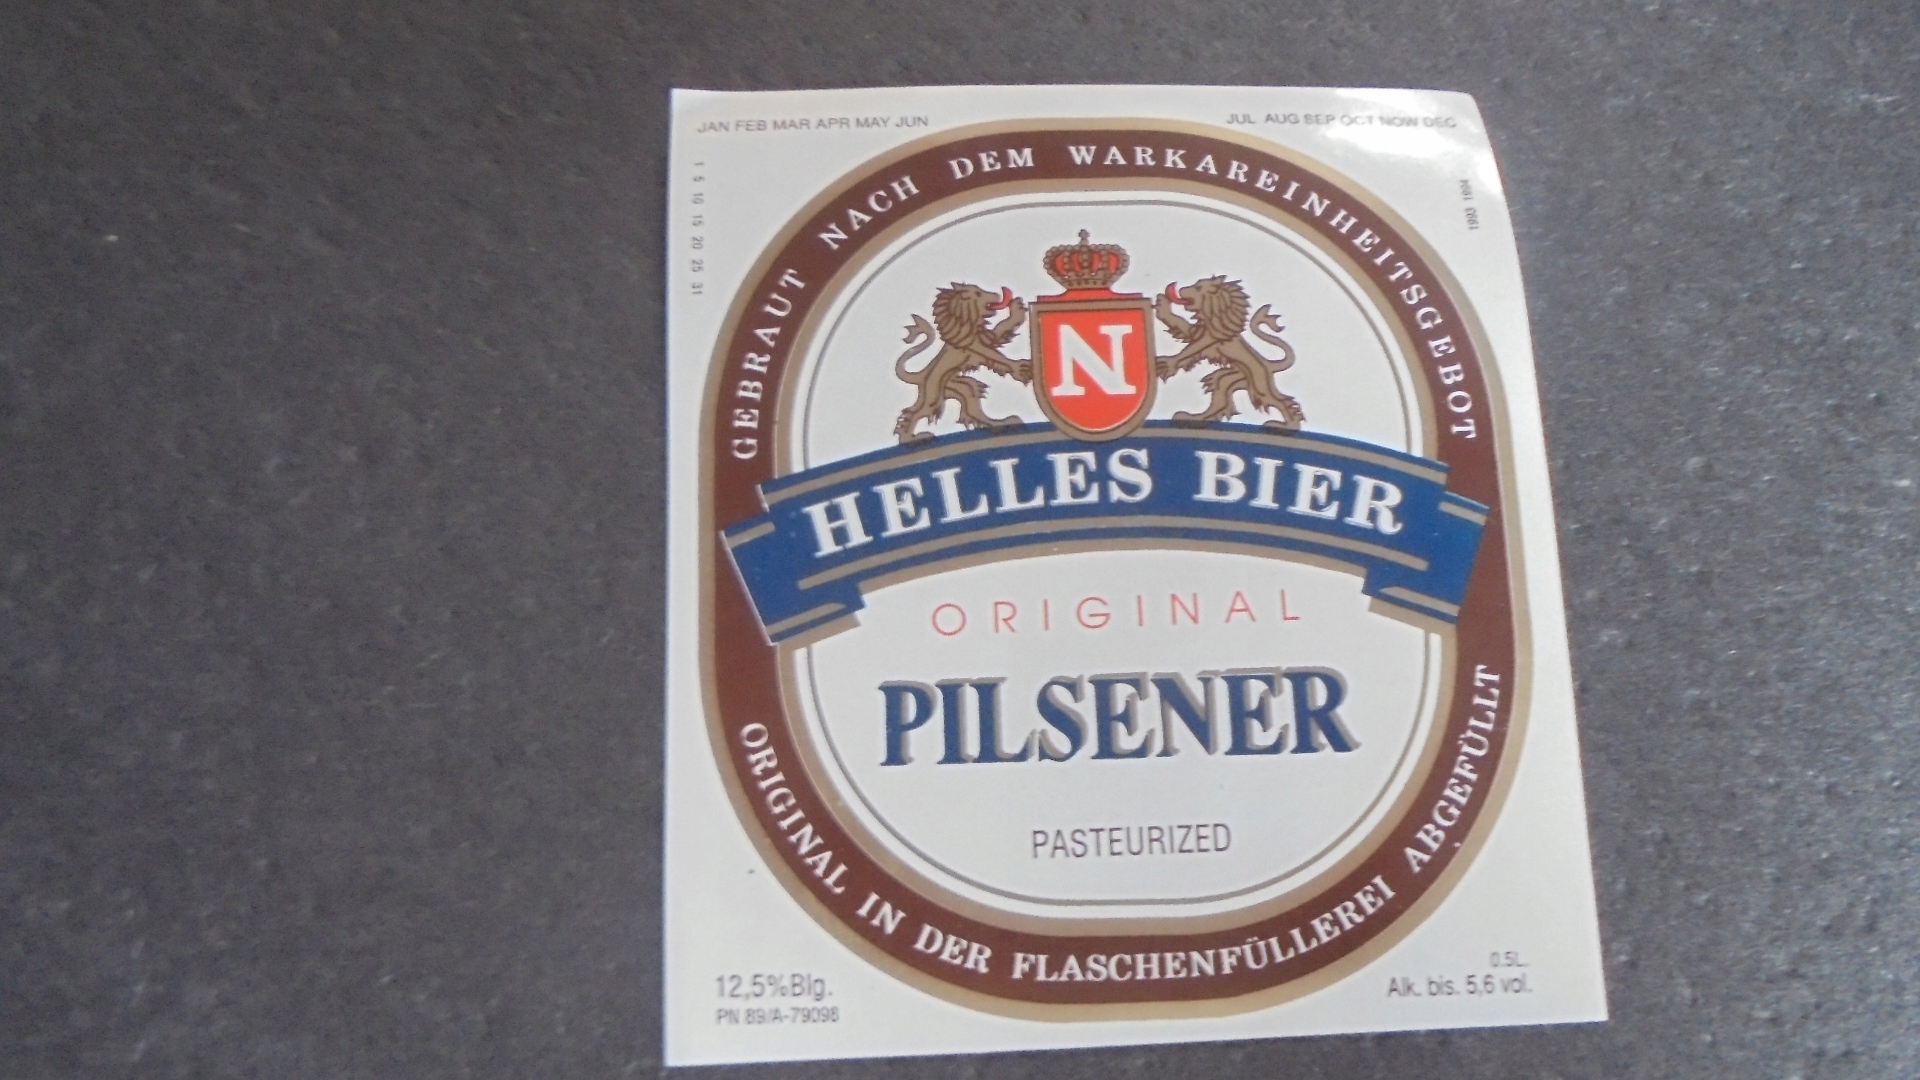 JAN FEB MAR APR MAY JUN
JUL AUG SEP OCT NOW DEC
1 5 10 15 20 25 31
1993 1994
GEBRAUT NACH DEM WARKAREINHEITSGEBOT
N
HELLES BIER
ORIGINAL
PILSENER
PASTEURIZED
ORIGINAL IN DER FLASCHENFÜLLEREI ABGEFÜLLT
12,5%Blg.
PN 89/A-79098
0.5L.
Alk. bis. 5,6 vol.